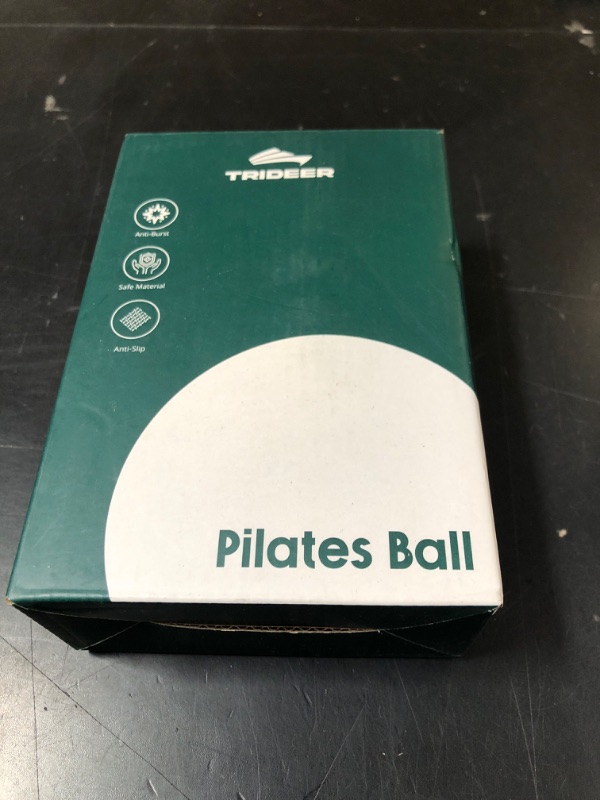 TRIDEER
Anti-Burst
Safe Material
Anti-Slip
Pilates Ball